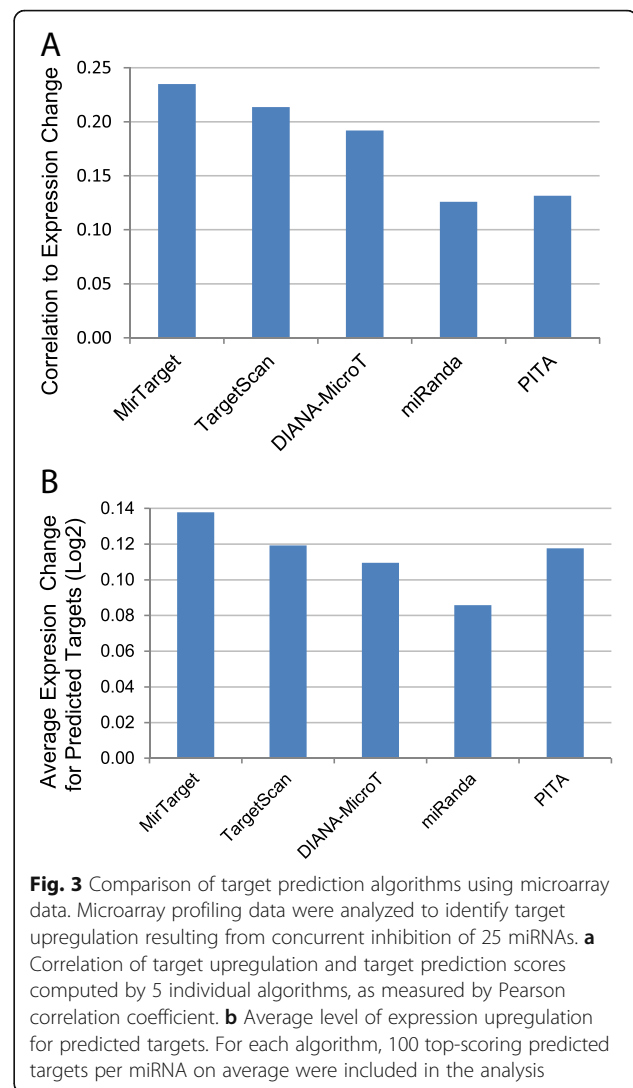 A
Correlation to Expression Change
0.25
0.20
0.15
0.10
0.05
0.00
MirTarget
TargetScan
DIANA-MicroT
miRanda
PITA
B
Average Expresion Change
for Predicted Targets (Log2)
0.14
0.12
0.10
0.08
0.06
0.04
0.02
0.00
MirTarget
TargetScan
DIANA-MicroT
miRanda
PITA
Fig. 3 Comparison of target prediction algorithms using microarray
data. Microarray profiling data were analyzed to identify target
upregulation resulting from concurrent inhibition of 25 miRNAs. a
Correlation of target upregulation and target prediction scores
computed by 5 individual algorithms, as measured by Pearson
correlation coefficient. b Average level of expression upregulation
for predicted targets. For each algorithm, 100 top-scoring predicted
targets per miRNA on average were included in the analysis